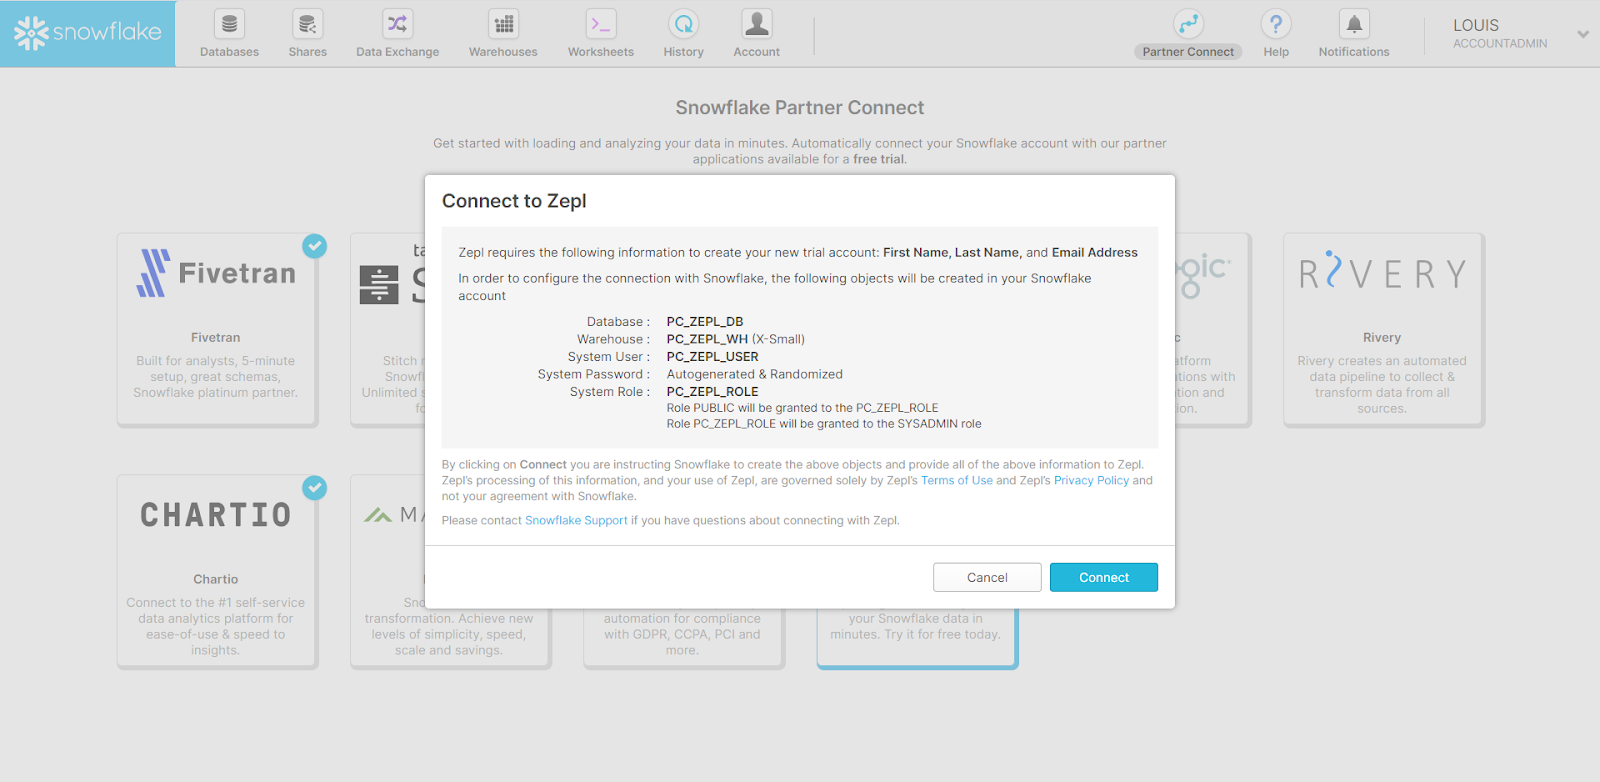 snowflake
Databases
Shares
Data Exchange
Warehouses
Worksheets
History
Account
Partner Connect
Help
Notifications
LOUIS
ACCOUNTADMIN
Snowflake Partner Connect
Get started with loading and analyzing your data in minutes. Automatically connect your Snowflake account with our partner
applications available for a free trial.
Connect to Zepl
Zepl requires the following information to create your new trial account: First Name, Last Name, and Email Address
In order to configure the connection with Snowflake, the following objects will be created in your Snowflake
account
Database : PC_ZEPL_DB
Warehouse : PC_ZEPL_WH (X-Small)
System User : PC_ZEPL_USER
System Password : Autogenerated & Randomized
System Role : PC_ZEPL_ROLE
Role PUBLIC will be granted to the PC_ZEPL_ROLE
Role PC_ZEPL_ROLE will be granted to the SYSADMIN role
By clicking on Connect you are instructing Snowflake to create the above objects and provide all of the above information to Zepl.
Zepl's processing of this information, and your use of Zepl, are governed solely by Zepl's Terms of Use and Zepl's Privacy Policy and
not your agreement with Snowflake.
Please contact Snowflake Support if you have questions about connecting with Zepl.
Cancel
Connect
Fivetran
Fivetran
Built for analysts, 5-minute
setup, great schemas,
Snowflake platinum partner.
ta
S
Stitch
Snowf
Unlimited
fo
gic
c
atform
tions with
tion and
ion.
RIVERY
Rivery
Rivery creates an automated
data pipeline to collect &
transform data from all
sources.
CHARTIO
Chartio
Connect to the #1 self-service
data analytics platform for
ease-of-use & speed to
insights.
MA
Sno
transformation. Achieve new
levels of simplicity, speed,
scale and savings.
automation for compliance
with GDPR, CCPA, PCI and
more.
your Snowflake data in
minutes. Try it for free today.